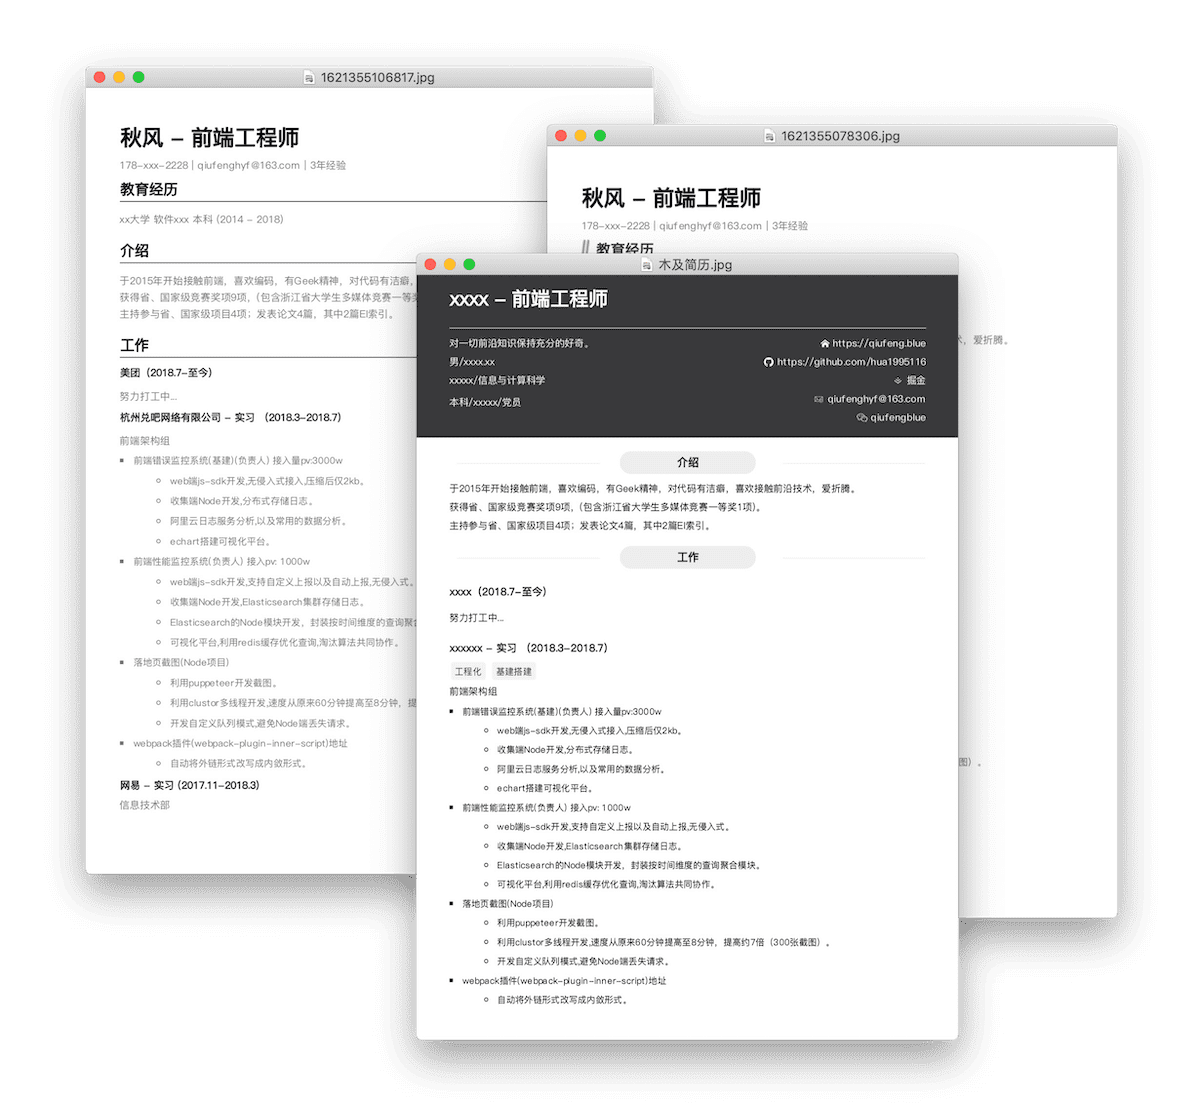 1621355106817.jpg
秋风 - 前端工程师
178-xxx-2228 | qiufenghyf@163.com | 3年经验
教育经历
xx大学 软件xxx 本科 (2014 - 2018)
介绍
于2015年开始接触前端，喜欢编码，有Geek精神，对代码有洁癖，
获得省、国家级竞赛奖项9项，(包含浙江省大学生多媒体竞赛一等奖
主持参与省、国家级项目4项；发表论文4篇，其中2篇EI索引。
工作
美团（2018.7-至今）
努力打工中...
杭州兑吧网络有限公司 - 实习 （2018.3-2018.7）
前端架构组
前端错误监控系统(基建)(负责人) 接入量pv:3000w
web端js-sdk开发,无侵入式接入,压缩后仅2kb。
收集端Node开发,分布式存储日志。
阿里云日志服务分析,以及常用的数据分析。
echart搭建可视化平台。
前端性能监控系统(负责人) 接入pv: 1000w
web端js-sdk开发,支持自定义上报以及自动上报,无侵入式。
收集端Node开发,Elasticsearch集群存储日志。
Elasticsearch的Node模块开发，封装按时间维度的查询聚
可视化平台,利用redis缓存优化查询,淘汰算法共同协作。
落地页截图(Node项目)
利用puppeteer开发截图。
利用clustor多线程开发,速度从原来60分钟提高至8分钟，提
开发自定义队列模式,避免Node端丢失请求。
webpack插件(webpack-plugin-inner-script)地址
自动将外链形式改写成内敛形式。
网易 - 实习 (2017.11-2018.3)
信息技术部
1621355078306.jpg
秋风 - 前端工程师
178-xxx-2228 | qiufenghyf@163.com | 3年经验
教育经历
术，爱折腾。
图）。
木及简历.jpg
xxxx - 前端工程师
对一切前沿知识保持充分的好奇。
男/xxxx.xx
xxxxx/信息与计算科学
本科/xxxxx/党员
https://qiufeng.blue
https://github.com/hua1995116
掘金
qiufenghyf@163.com
qiufengblue
介绍
于2015年开始接触前端，喜欢编码，有Geek精神，对代码有洁癖，喜欢接触前沿技术，爱折腾。
获得省、国家级竞赛奖项9项，(包含浙江省大学生多媒体竞赛一等奖1项)。
主持参与省、国家级项目4项；发表论文4篇，其中2篇EI索引。
工作
xxxx（2018.7-至今）
努力打工中...
xxxxxx - 实习 （2018.3-2018.7）
工程化 基建搭建
前端架构组
前端错误监控系统(基建)(负责人) 接入量pv:3000w
web端js-sdk开发,无侵入式接入,压缩后仅2kb。
收集端Node开发,分布式存储日志。
阿里云日志服务分析,以及常用的数据分析。
echart搭建可视化平台。
前端性能监控系统(负责人) 接入pv: 1000w
web端js-sdk开发,支持自定义上报以及自动上报,无侵入式。
收集端Node开发,Elasticsearch集群存储日志。
Elasticsearch的Node模块开发，封装按时间维度的查询聚合模块。
可视化平台,利用redis缓存优化查询,淘汰算法共同协作。
落地页截图(Node项目)
利用puppeteer开发截图。
利用clustor多线程开发,速度从原来60分钟提高至8分钟，提高约7倍（300张截图）。
开发自定义队列模式,避免Node端丢失请求。
webpack插件(webpack-plugin-inner-script)地址
自动将外链形式改写成内敛形式。